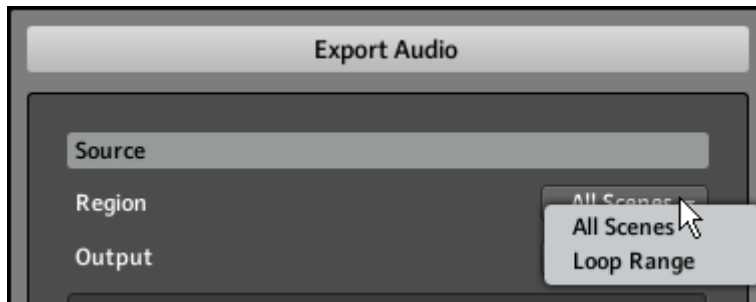 Export Audio
Source
Region
All Scenes
All Scenes
Loop Range
Output